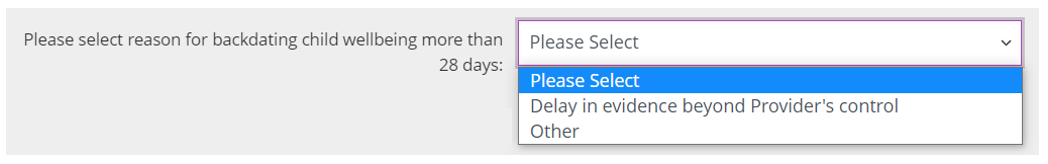 Please select reason for backdating child wellbeing more than
28 days:
Please Select
Please Select
Delay in evidence beyond Provider's control
Other